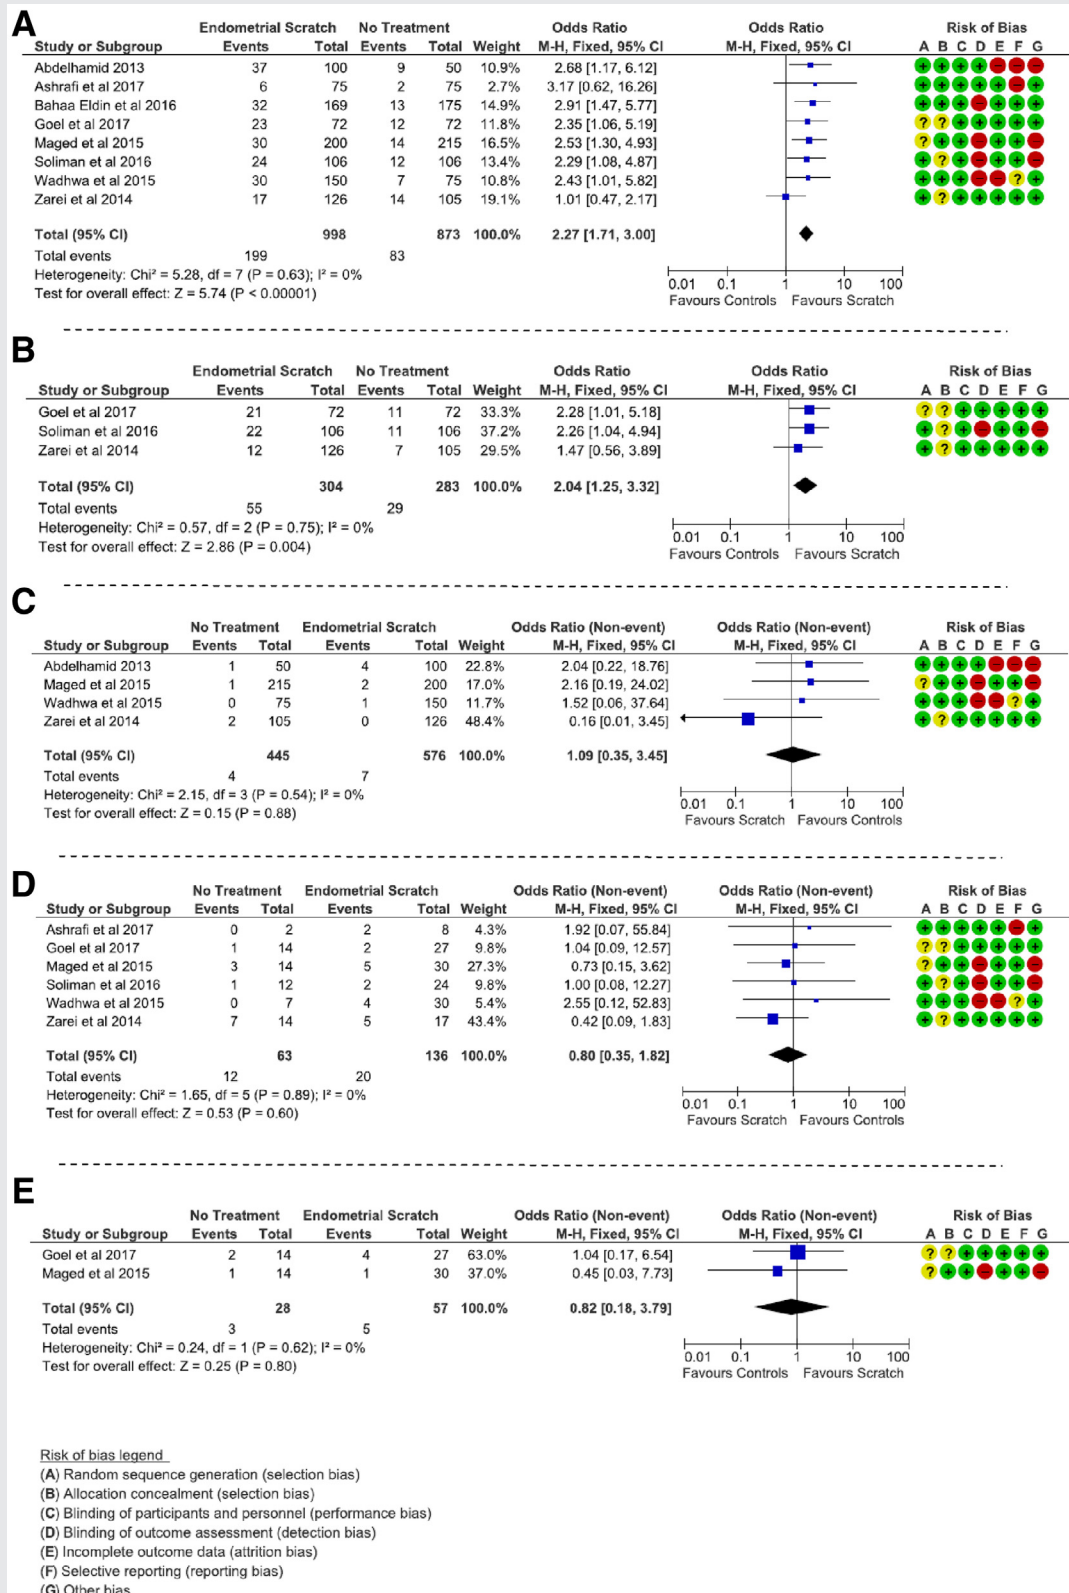 A
Endometrial Scratch No Treatment Odds Ratio Odds Ratio Risk of Bias
Study or Subgroup Events Total Events Total Weight M-H, Fixed, 95% CI M-H, Fixed, 95% CI A B C D E F G
Abdelhamid 2013 37 100 9 50 10.9% 2.68 [1.17, 6.12] + + + + − − −
Ashrafi et al 2017 6 75 2 75 2.7% 3.17 [0.62, 16.26] + + + + + − +
Bahaa Eldin et al 2016 32 169 13 175 14.9% 2.91 [1.47, 5.77] + + + − + + +
Goel et al 2017 23 72 12 72 11.8% 2.35 [1.06, 5.19] ? ? + + + + +
Maged et al 2015 30 200 14 215 16.5% 2.53 [1.30, 4.93] ? + + − + + −
Soliman et al 2016 24 106 12 106 13.4% 2.29 [1.08, 4.87] + ? + − + + −
Wadhwa et al 2015 30 150 7 75 10.8% 2.43 [1.01, 5.82] + + + − − ? +
Zarei et al 2014 17 126 14 105 19.1% 1.01 [0.47, 2.17] + ? + + + + +
Total (95% CI) 998 873 100.0% 2.27 [1.71, 3.00]
Total events 199 83
Heterogeneity: Chi² = 5.28, df = 7 (P = 0.63); I² = 0%
Test for overall effect: Z = 5.74 (P < 0.00001)
0.01 0.1 1 10 100
Favours Controls Favours Scratch
B
Endometrial Scratch No Treatment Odds Ratio Odds Ratio Risk of Bias
Study or Subgroup Events Total Events Total Weight M-H, Fixed, 95% CI M-H, Fixed, 95% CI A B C D E F G
Goel et al 2017 21 72 11 72 33.3% 2.28 [1.01, 5.18] ? ? + + + + +
Soliman et al 2016 22 106 11 106 37.2% 2.26 [1.04, 4.94] + ? + − + + −
Zarei et al 2014 12 126 7 105 29.5% 1.47 [0.56, 3.89] + ? + + + + +
Total (95% CI) 304 283 100.0% 2.04 [1.25, 3.32]
Total events 55 29
Heterogeneity: Chi² = 0.57, df = 2 (P = 0.75); I² = 0%
Test for overall effect: Z = 2.86 (P = 0.004)
0.01 0.1 1 10 100
Favours Controls Favours Scratch
C
No Treatment Endometrial Scratch Odds Ratio (Non-event) Odds Ratio (Non-event) Risk of Bias
Study or Subgroup Events Total Events Total Weight M-H, Fixed, 95% CI M-H, Fixed, 95% CI A B C D E F G
Abdelhamid 2013 1 50 4 100 22.8% 2.04 [0.22, 18.76] + + + + − − −
Maged et al 2015 1 215 2 200 17.0% 2.16 [0.19, 24.02] ? + + − + + −
Wadhwa et al 2015 0 75 1 150 11.7% 1.52 [0.06, 37.64] + + + − − ? +
Zarei et al 2014 2 105 0 126 48.4% 0.16 [0.01, 3.45] + ? + + + + +
Total (95% CI) 445 576 100.0% 1.09 [0.35, 3.45]
Total events 4 7
Heterogeneity: Chi² = 2.15, df = 3 (P = 0.54); I² = 0%
Test for overall effect: Z = 0.15 (P = 0.88)
0.01 0.1 1 10 100
Favours Scratch Favours Controls
D
No Treatment Endometrial Scratch Odds Ratio (Non-event) Odds Ratio (Non-event) Risk of Bias
Study or Subgroup Events Total Events Total Weight M-H, Fixed, 95% CI M-H, Fixed, 95% CI A B C D E F G
Ashrafi et al 2017 0 2 2 8 4.3% 1.92 [0.07, 55.84] + + + + + − +
Goel et al 2017 1 14 2 27 9.8% 1.04 [0.09, 12.57] ? ? + + + + +
Maged et al 2015 3 14 5 30 27.3% 0.73 [0.15, 3.62] ? + + − + + −
Soliman et al 2016 1 12 2 24 9.8% 1.00 [0.08, 12.27] + ? + − + + −
Wadhwa et al 2015 0 7 4 30 5.4% 2.55 [0.12, 52.83] + + + − − ? +
Zarei et al 2014 7 14 5 17 43.4% 0.42 [0.09, 1.83] + ? + + + + +
Total (95% CI) 63 136 100.0% 0.80 [0.35, 1.82]
Total events 12 20
Heterogeneity: Chi² = 1.65, df = 5 (P = 0.89); I² = 0%
Test for overall effect: Z = 0.53 (P = 0.60)
0.01 0.1 1 10 100
Favours Scratch Favours Controls
E
No Treatment Endometrial Scratch Odds Ratio (Non-event) Odds Ratio (Non-event) Risk of Bias
Study or Subgroup Events Total Events Total Weight M-H, Fixed, 95% CI M-H, Fixed, 95% CI A B C D E F G
Goel et al 2017 2 14 4 27 63.0% 1.04 [0.17, 6.54] ? ? + + + + +
Maged et al 2015 1 14 1 30 37.0% 0.45 [0.03, 7.73] ? + + − + + −
Total (95% CI) 28 57 100.0% 0.82 [0.18, 3.79]
Total events 3 5
Heterogeneity: Chi² = 0.24, df = 1 (P = 0.62); I² = 0%
Test for overall effect: Z = 0.25 (P = 0.80)
0.01 0.1 1 10 100
Favours Controls Favours Scratch
Risk of bias legend
(A) Random sequence generation (selection bias)
(B) Allocation concealment (selection bias)
(C) Blinding of participants and personnel (performance bias)
(D) Blinding of outcome assessment (detection bias)
(E) Incomplete outcome data (attrition bias)
(F) Selective reporting (reporting bias)
(G) Other bias